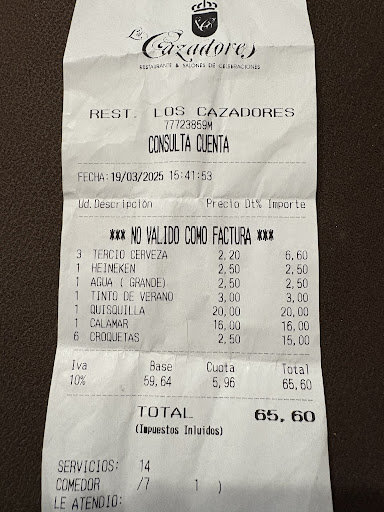 Los
Cazadores
RESTAURANTE & SALONES DE CELEBRACIONES
REST. LOS CAZADORES
77723859M
CONSULTA CUENTA
FECHA: 19/03/2025 15:41:53
Ud.Descripción Precio Dt% Importe
*** NO VALIDO COMO FACTURA ***
3 TERCIO CERVEZA 2,20 6,60
1 HEINEKEN 2,50 2,50
1 AGUA ( GRANDE) 2,50 2,50
1 TINTO DE VERANO 3,00 3,00
1 QUISQUILLA 20,00 20,00
1 CALAMAR 16,00 16,00
6 CROQUETAS 2,50 15,00
Iva Base Cuota Total
10% 59,64 5,96 65,60
TOTAL 65,60
(Impuestos Inluidos)
SERVICIOS: 14
COMEDOR /7 1 )
LE ATENDIO: